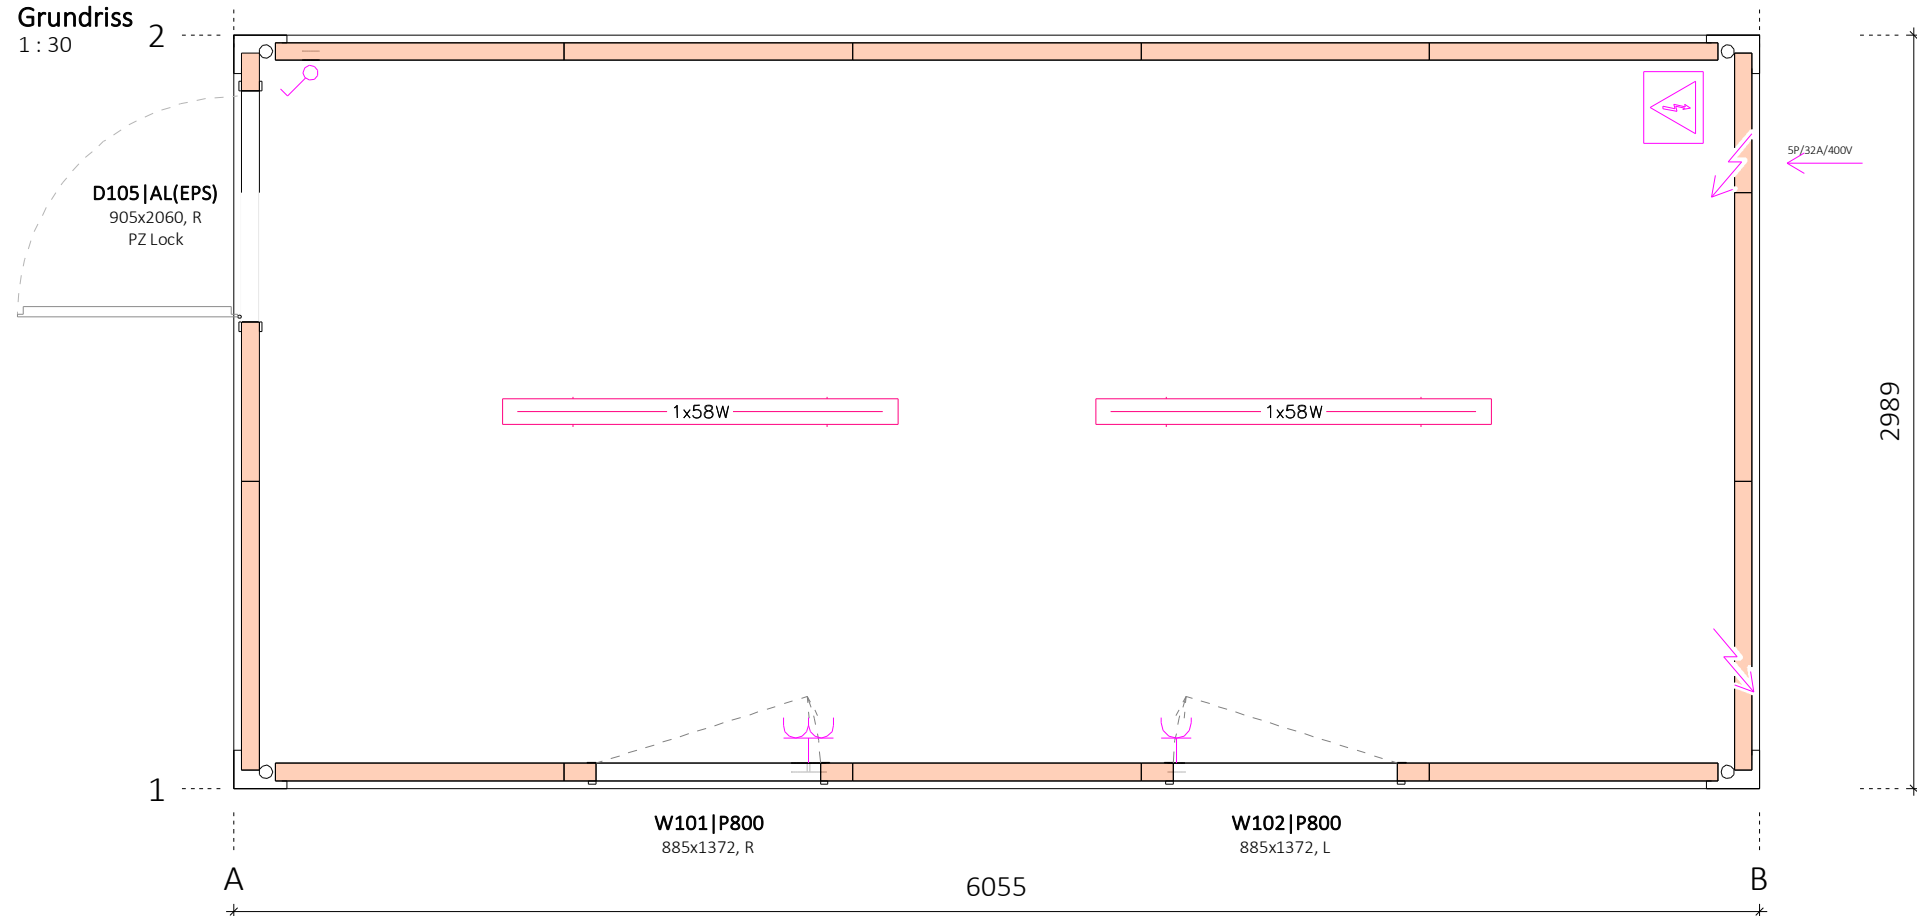 Grundriss
1 : 30
2
5P/32A/400V
D105|AL(EPS)
905x2060, R
PZ Lock
1x58W
1x58W
2989
1
W101|P800
885x1372, R
W102|P800
885x1372, L
A
6055
B